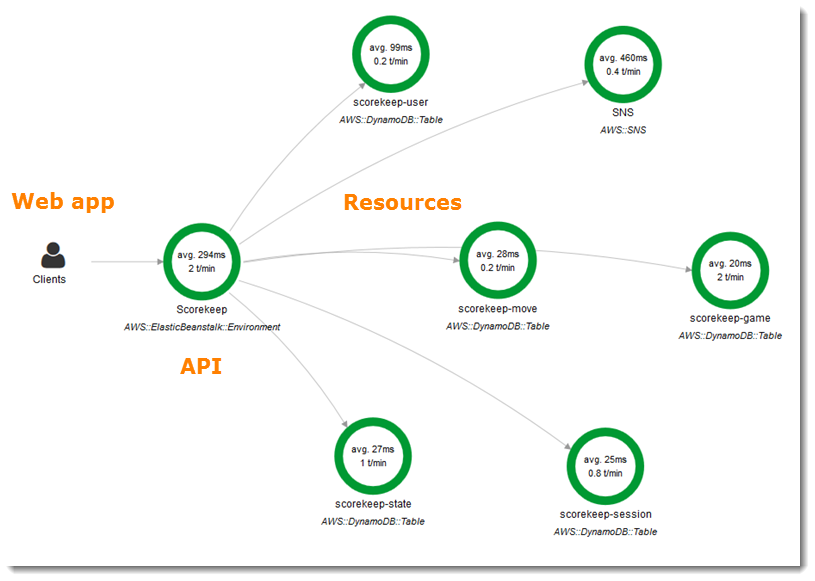 avg. 99ms
0.2 t/min
scorekeep-user
AWS::DynamoDB::Table
avg. 460ms
0.4 t/min
SNS
AWS::SNS
Web app
Resources
Clients
avg. 294ms
2 t/min
Scorekeep
AWS::ElasticBeanstalk::Environment
avg. 28ms
0.2 t/min
scorekeep-move
AWS::DynamoDB::Table
avg. 20ms
2 t/min
scorekeep-game
AWS::DynamoDB::Table
API
avg. 27ms
1 t/min
scorekeep-state
AWS::DynamoDB::Table
avg. 25ms
0.8 t/min
scorekeep-session
AWS::DynamoDB::Table